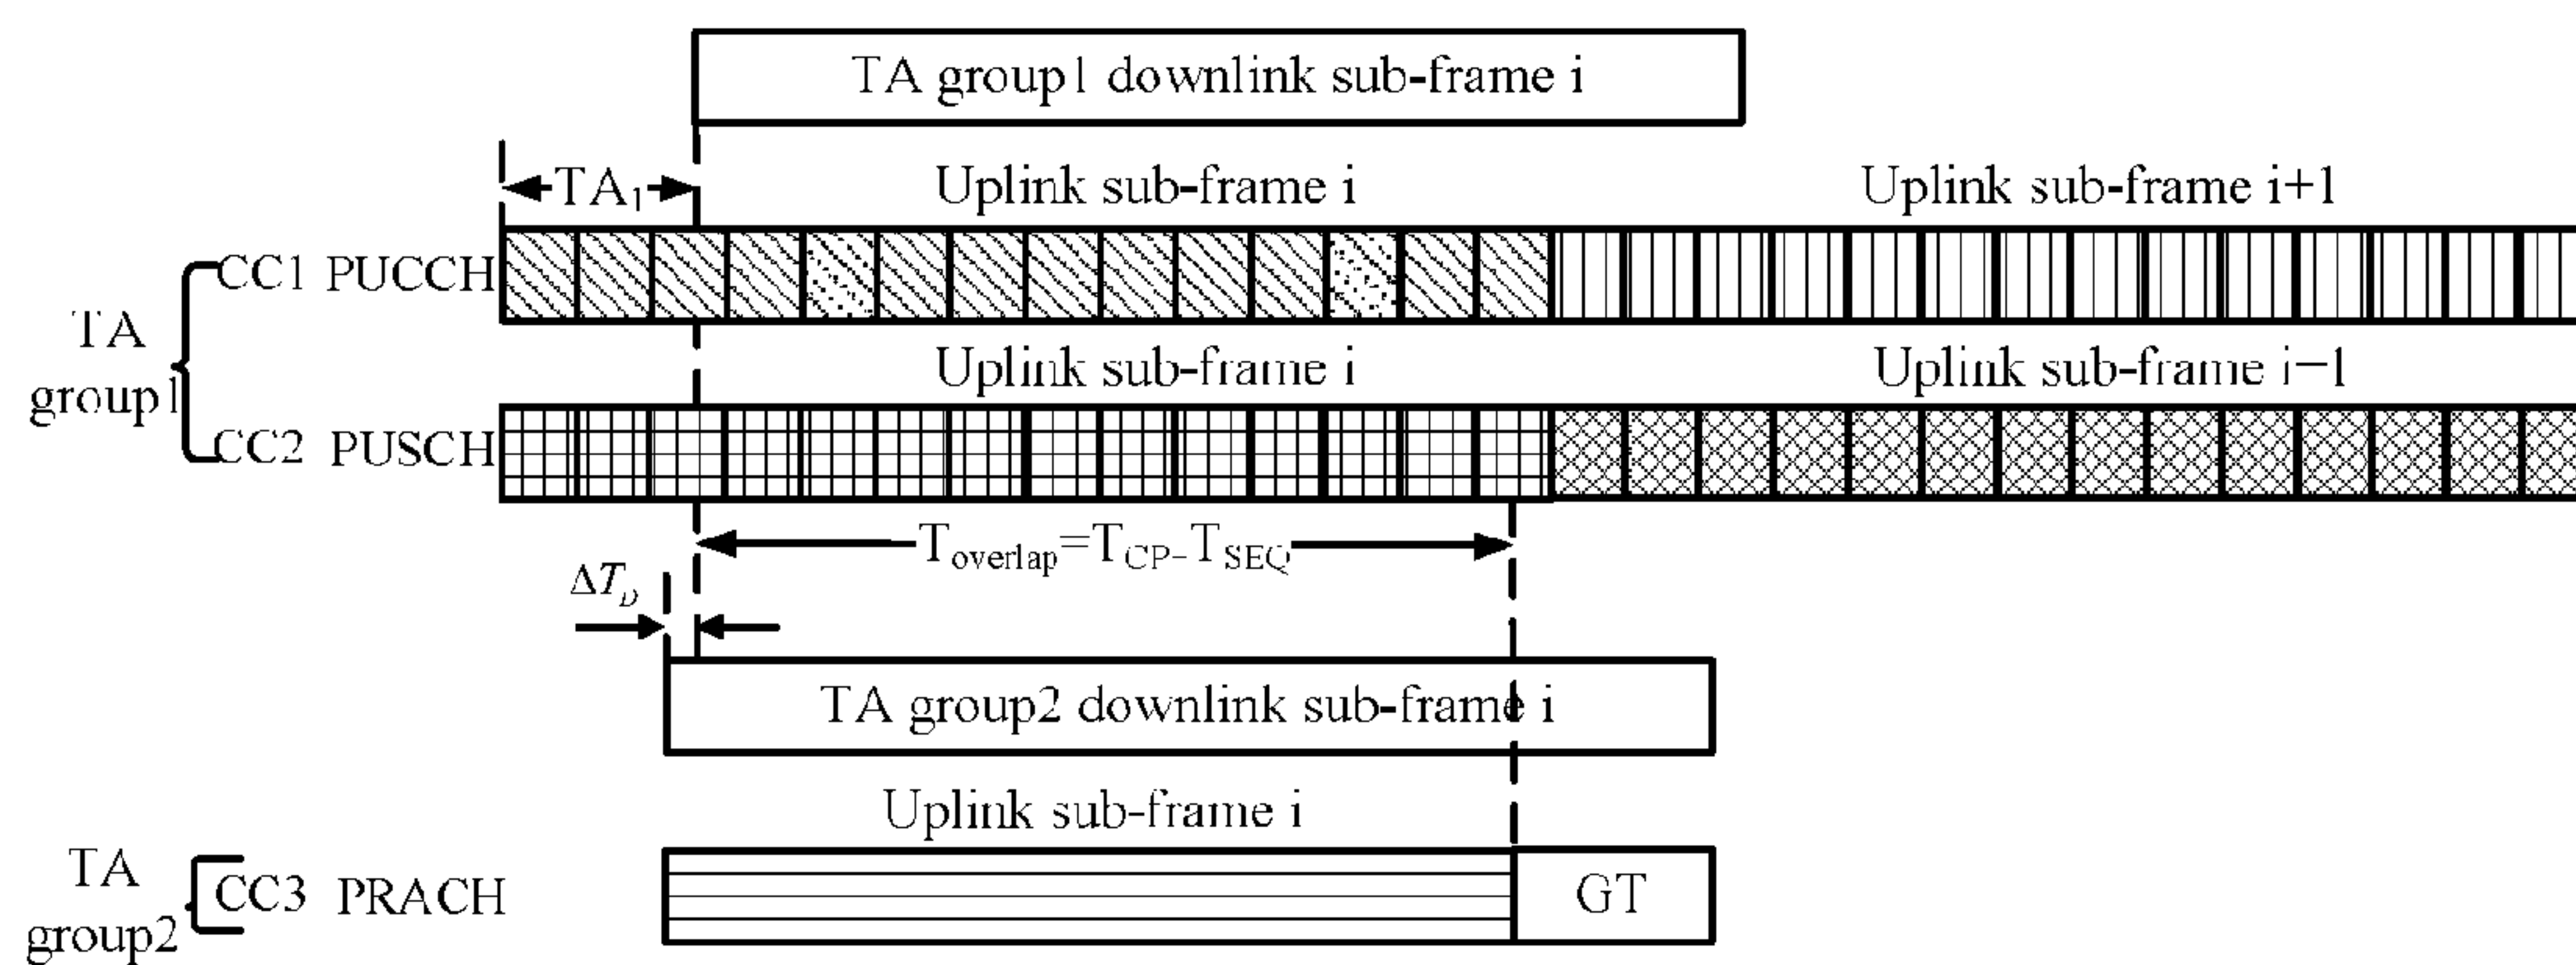 TA group1 downlink sub-frame i
TA1
Uplink sub-frame i
Uplink sub-frame i+1
CC1 PUCCH
TA
group1
Uplink sub-frame i
Uplink sub-frame i−1
CC2 PUSCH
Toverlap=TCP−TSEQ
ΔTD
TA group2 downlink sub-frame i
Uplink sub-frame i
TA
group2
CC3 PRACH
GT